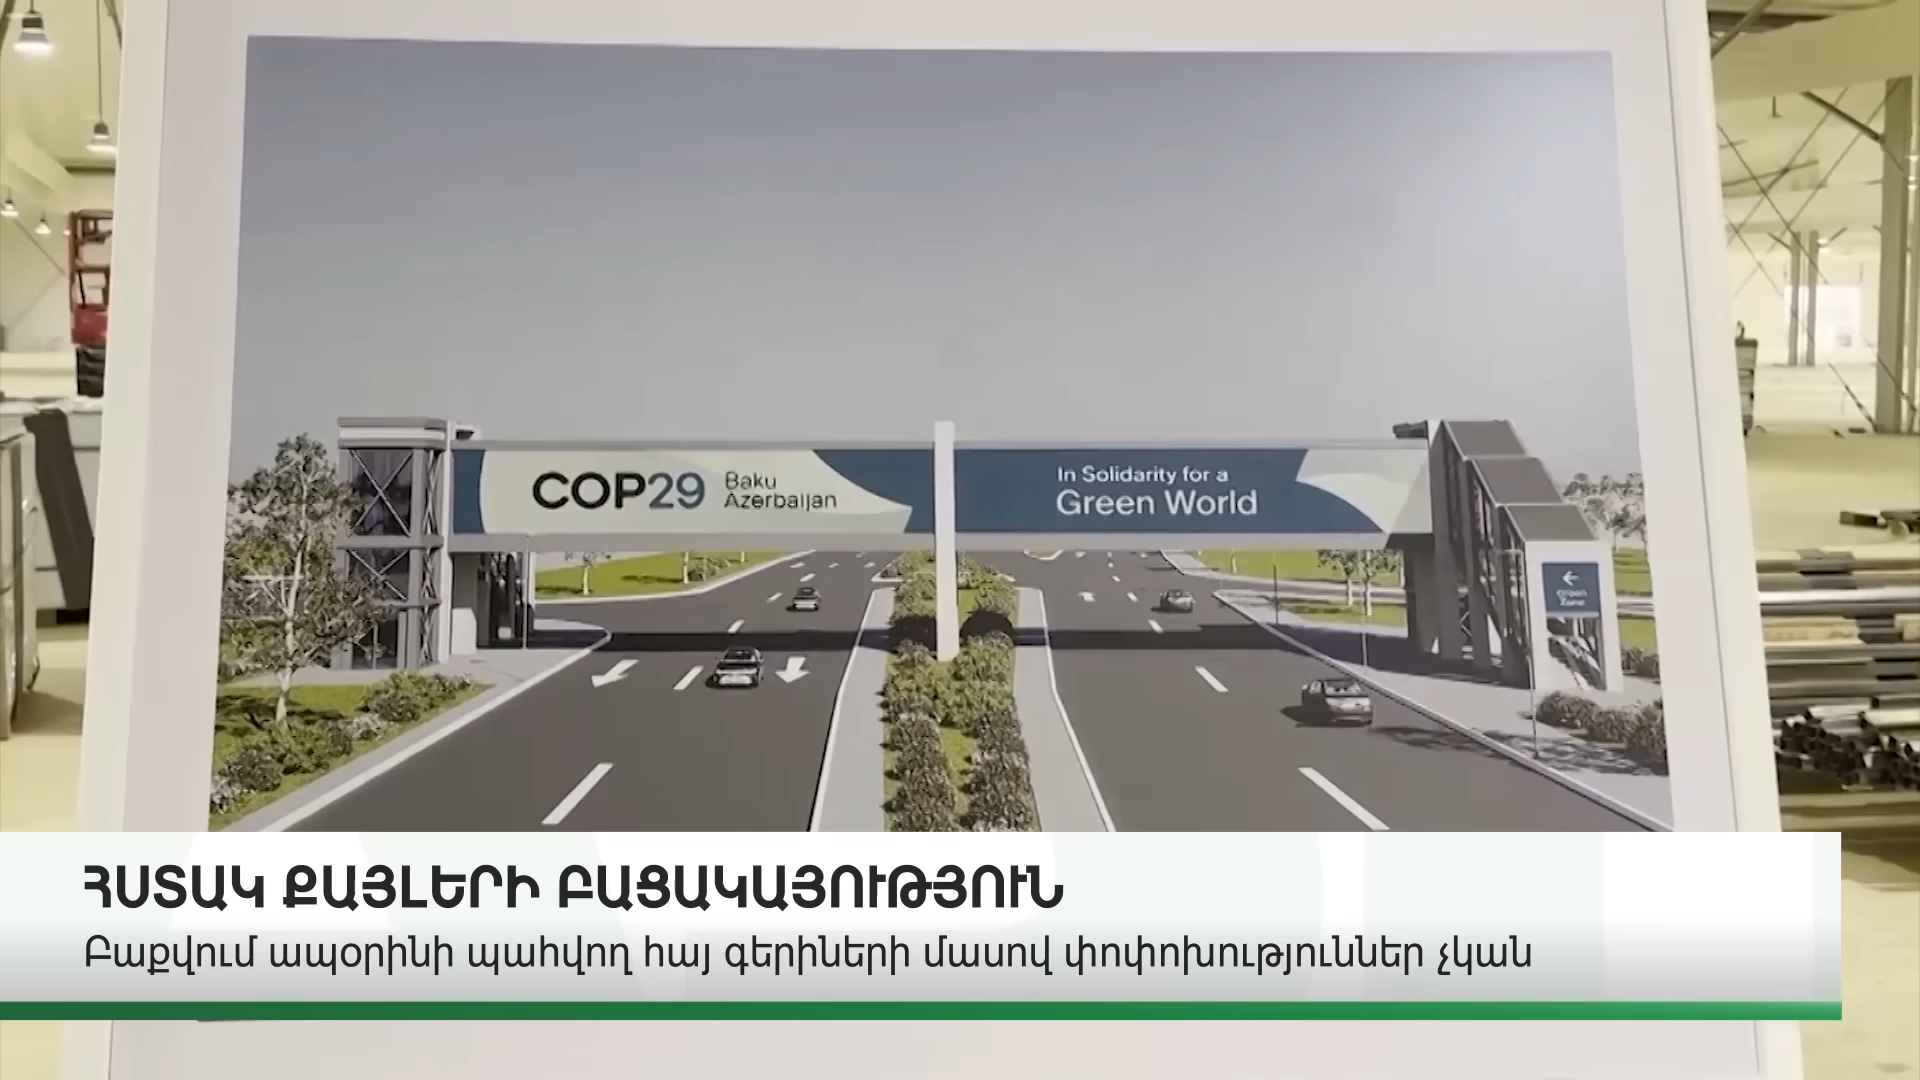 COP29
Baku
Azerbaijan
In Solidarity for a
Green World
Green
Zone
ՀՍՏԱԿ ՔԱՅԼԵՐԻ ԲԱՑԱԿԱՅՈՒԹՅՈՒՆ
Բաքվում ապօրինի պահվող հայ գերիների մասով փոփոխություններ չկան